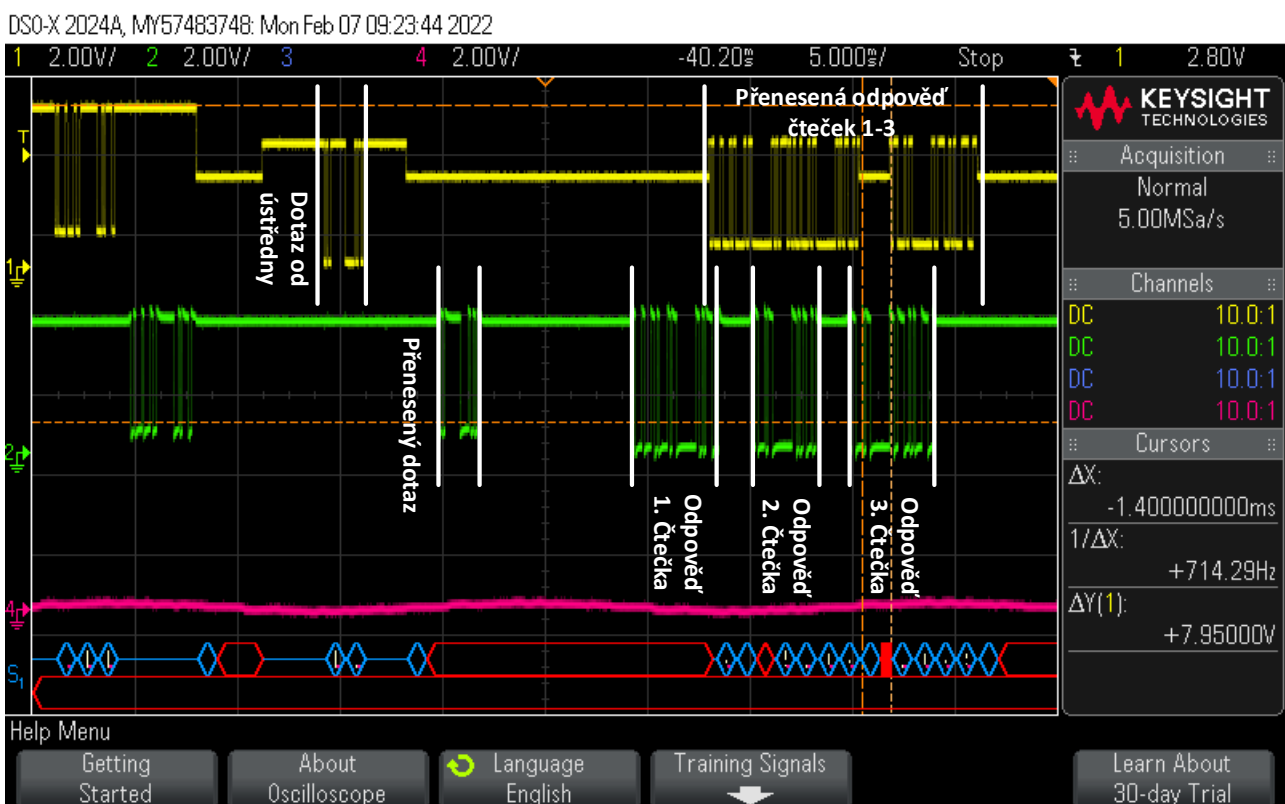 DSO-X 2024A, MY57483748: Mon Feb 07 09:23:44 2022
1 2.00V/ 2 2.00V/ 3 4 2.00V/ -40.20ms 5.000ms/ Stop 1 2.80V
KEYSIGHT
TECHNOLOGIES
Acquisition
Normal
5.00MSa/s
Channels
DC 10.0:1
DC 10.0:1
DC 10.0:1
DC 10.0:1
Cursors
ΔX:
-1.400000000ms
1/ΔX:
+714.29Hz
ΔY(1):
+7.95000V
Přenesená odpověď
čteček 1-3
T
Dotaz od
ústředny
1
Přenesený dotaz
2
Odpověď
1. Čtečka
Odpověď
2. Čtečka
Odpověď
3. Čtečka
4
S1
Help Menu
Getting
Started
About
Oscilloscope
Language
English
Training Signals
Learn About
30-day Trial